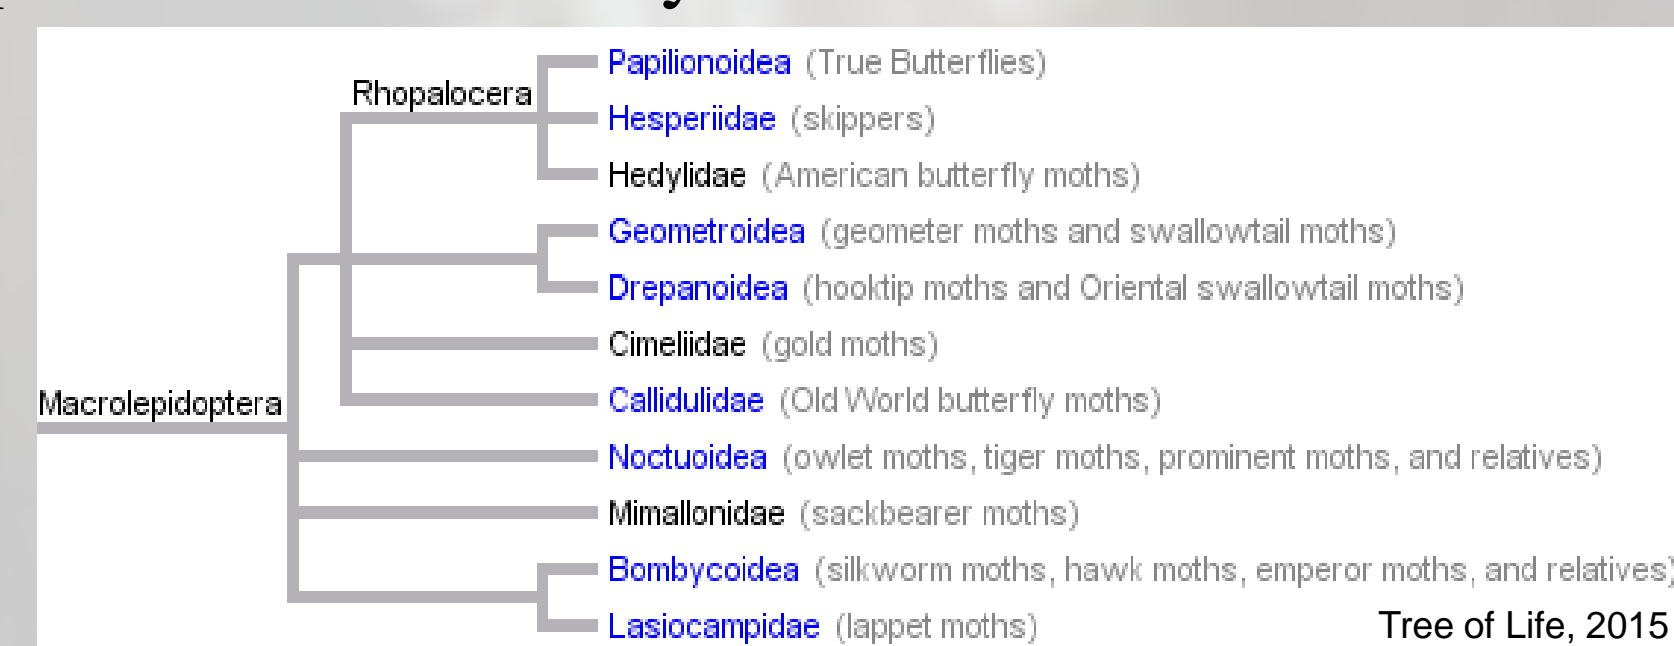 Papilionoidea (True Butterflies)
Rhopalocera
Hesperiidae (skippers)
Hedylidae (American butterfly moths)
Geometroidea (geometer moths and swallowtail moths)
Drepanoidea (hooktip moths and Oriental swallowtail moths)
Cimeliidae (gold moths)
Callidulidae (Old World butterfly moths)
Macrolepidoptera
Noctuoidea (owlet moths, tiger moths, prominent moths, and relatives)
Mimallonidae (sackbearer moths)
Bombycoidea (silkworm moths, hawk moths, emperor moths, and relatives)
Lasiocampidae (lappet moths)
Tree of Life, 2015